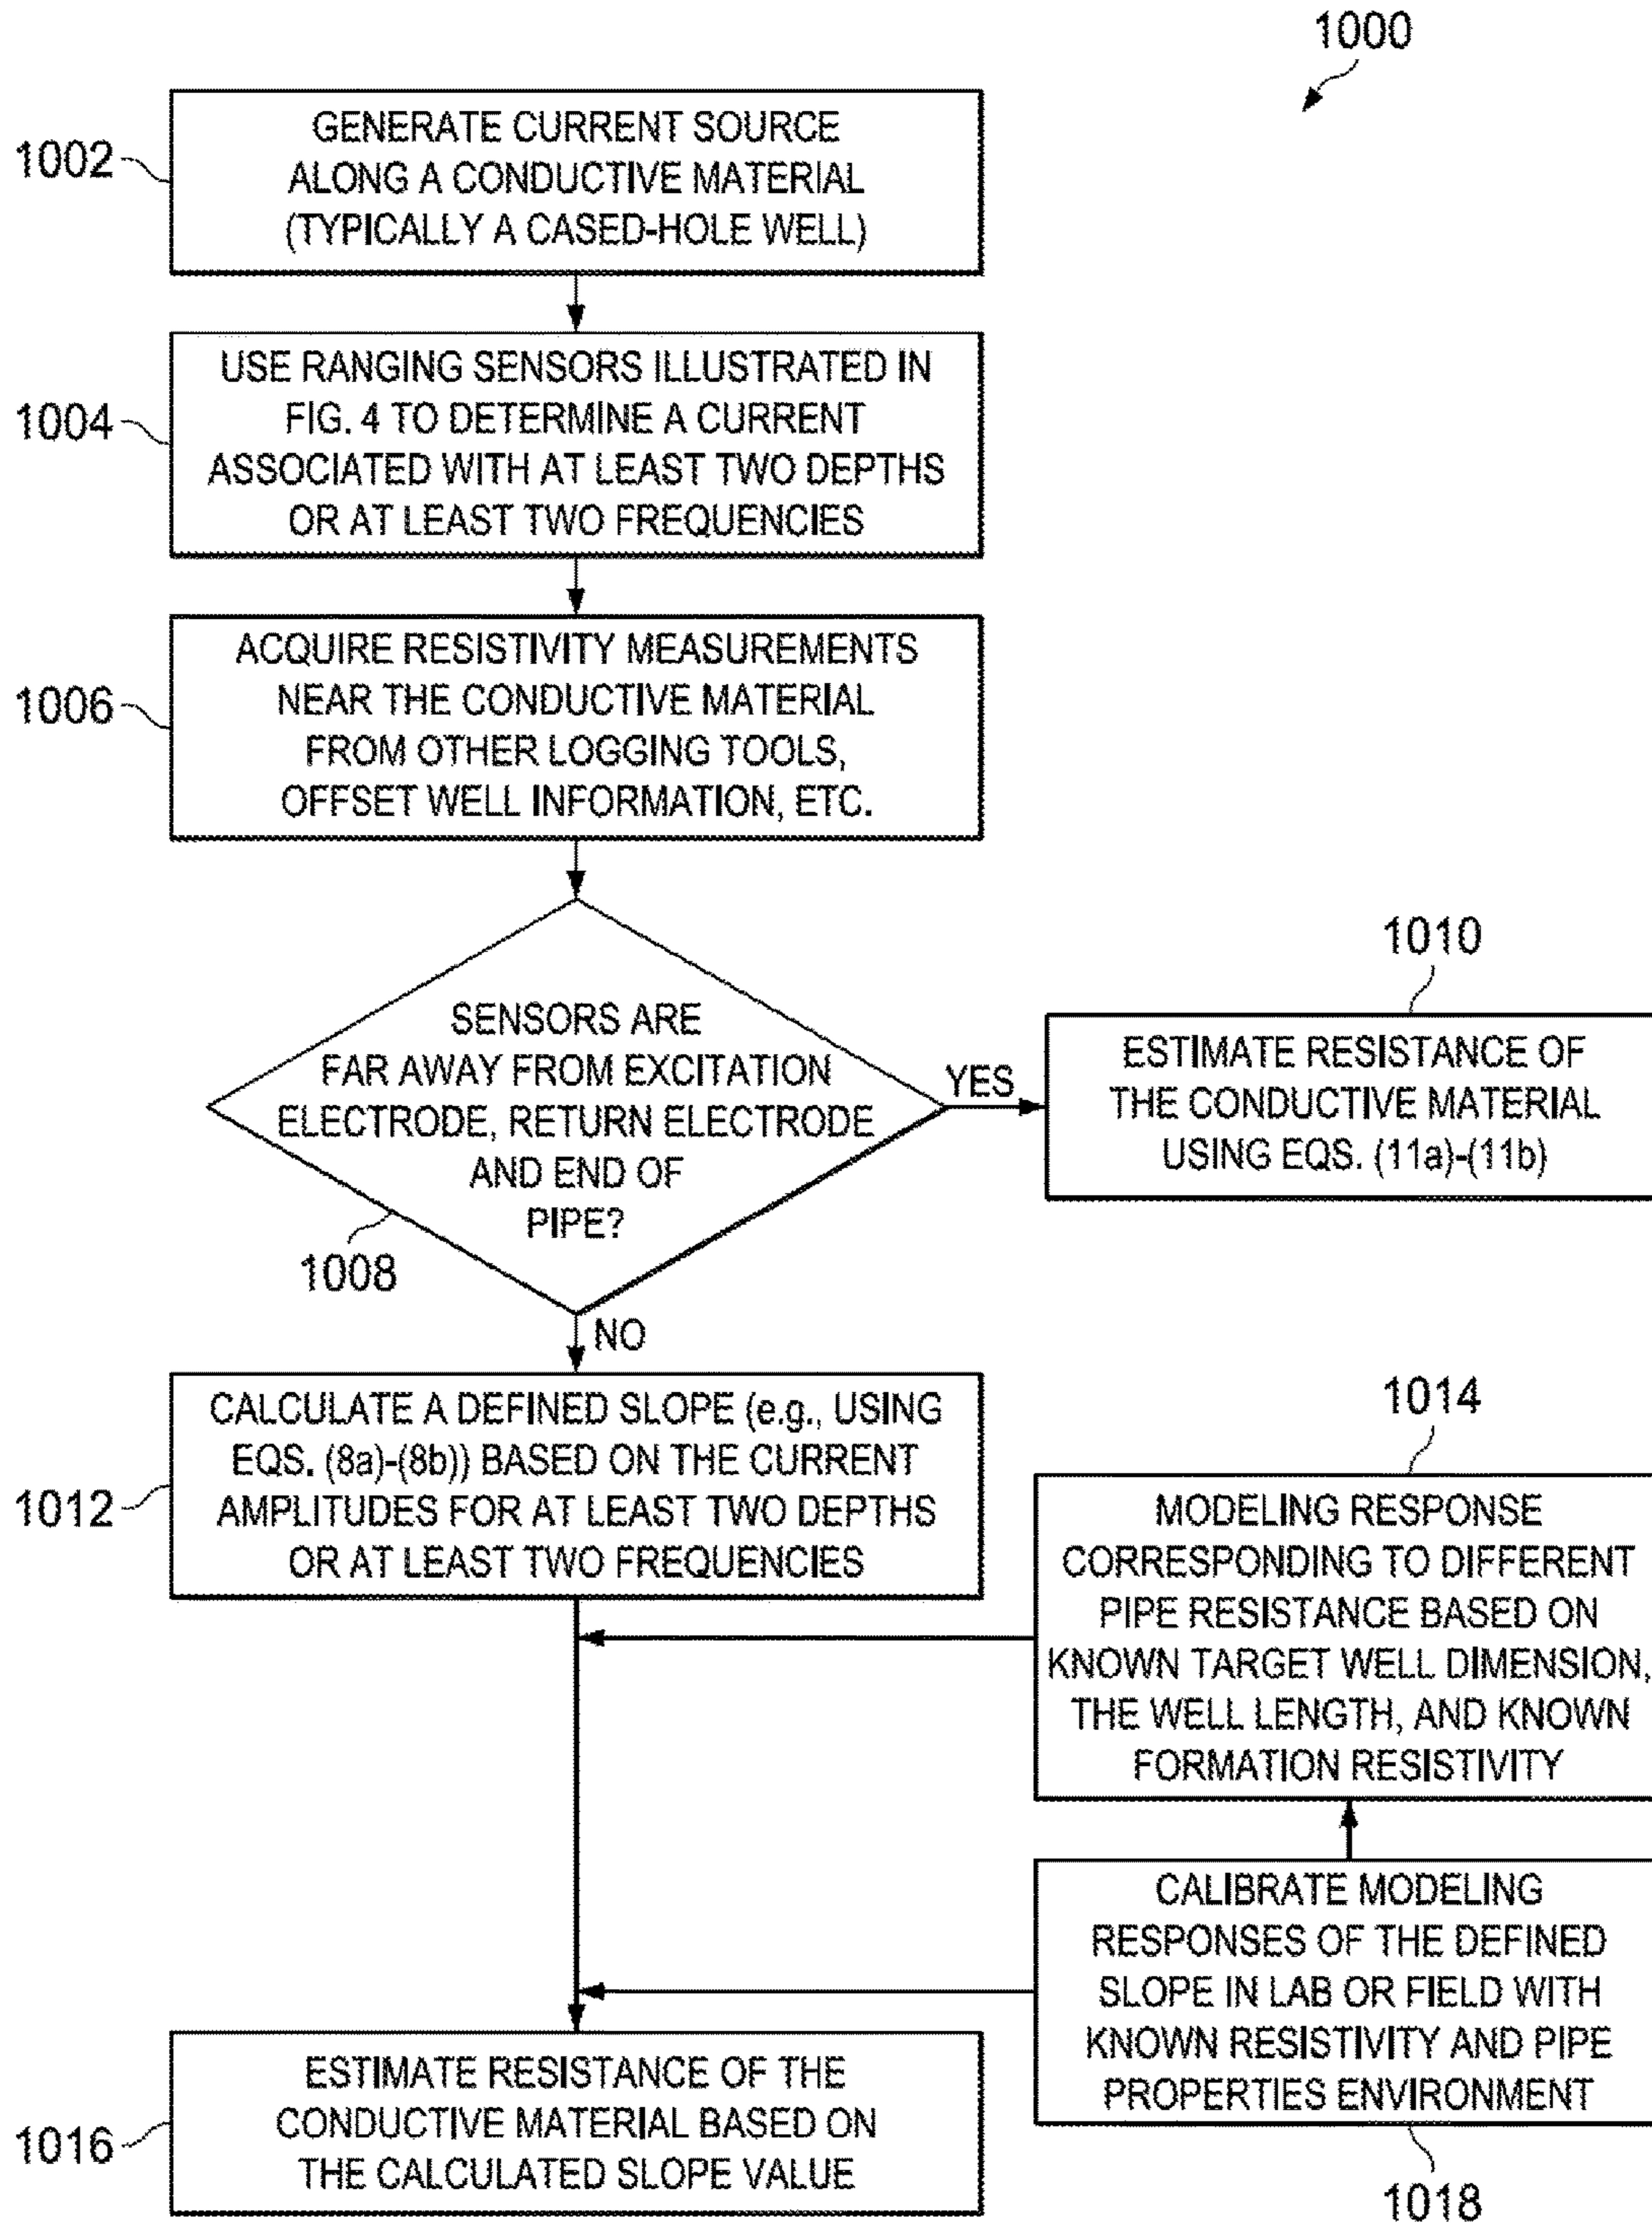 1000
1002
GENERATE CURRENT SOURCE
ALONG A CONDUCTIVE MATERIAL
(TYPICALLY A CASED-HOLE WELL)
1004
USE RANGING SENSORS ILLUSTRATED IN
FIG. 4 TO DETERMINE A CURRENT
ASSOCIATED WITH AT LEAST TWO DEPTHS
OR AT LEAST TWO FREQUENCIES
1006
ACQUIRE RESISTIVITY MEASUREMENTS
NEAR THE CONDUCTIVE MATERIAL
FROM OTHER LOGGING TOOLS,
OFFSET WELL INFORMATION, ETC.
SENSORS ARE
FAR AWAY FROM EXCITATION
ELECTRODE, RETURN ELECTRODE
AND END OF
PIPE?
1008
YES
1010
ESTIMATE RESISTANCE OF
THE CONDUCTIVE MATERIAL
USING EQS. (11a)-(11b)
NO
1012
CALCULATE A DEFINED SLOPE (e.g., USING
EQS. (8a)-(8b)) BASED ON THE CURRENT
AMPLITUDES FOR AT LEAST TWO DEPTHS
OR AT LEAST TWO FREQUENCIES
1014
MODELING RESPONSE
CORRESPONDING TO DIFFERENT
PIPE RESISTANCE BASED ON
KNOWN TARGET WELL DIMENSION,
THE WELL LENGTH, AND KNOWN
FORMATION RESISTIVITY
CALIBRATE MODELING
RESPONSES OF THE DEFINED
SLOPE IN LAB OR FIELD WITH
KNOWN RESISTIVITY AND PIPE
PROPERTIES ENVIRONMENT
1018
1016
ESTIMATE RESISTANCE OF THE
CONDUCTIVE MATERIAL BASED ON
THE CALCULATED SLOPE VALUE